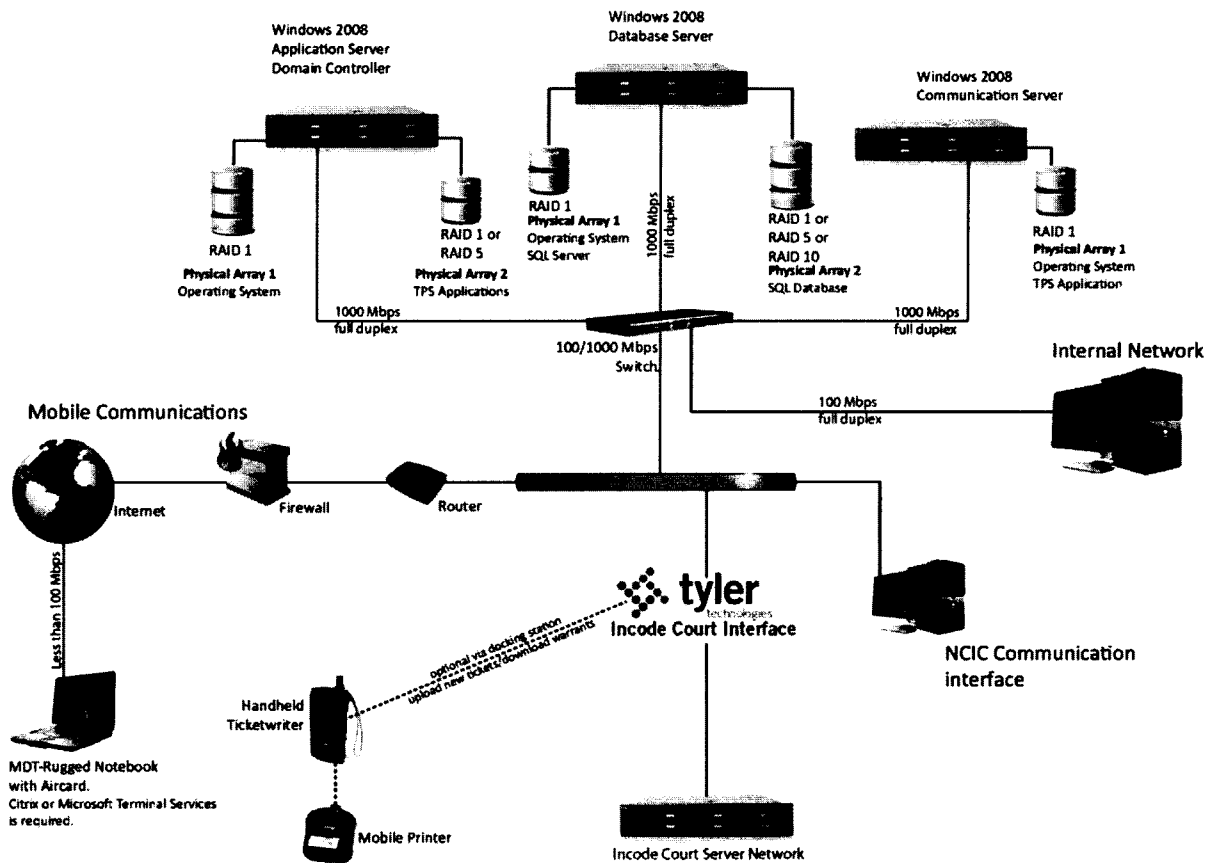 Windows 2008
Application Server
Domain Controller
Windows 2008
Database Server
Windows 2008
Communication Server
RAID 1
Physical Array 1
Operating System
RAID 1 or
RAID 5
Physical Array 2
TPS Applications
RAID 1
Physical Array 1
Operating System
SQL Server
1000 Mbps
full duplex
RAID 1 or
RAID 5 or
RAID 10
Physical Array 2
SQL Database
RAID 1
Physical Array 1
Operating System
TPS Application
1000 Mbps
full duplex
1000 Mbps
full duplex
100/1000 Mbps
Switch
Internal Network
100 Mbps
full duplex
Mobile Communications
Internet
Firewall
Router
Less than 100 Mbps
tyler
technologies
Incode Court Interface
optional via docking station
upload new tickets/download warrants
NCIC Communication
interface
Handheld
Ticketwriter
MDT-Rugged Notebook
with Aircard.
Citrix or Microsoft Terminal Services
is required.
Mobile Printer
Incode Court Server Network